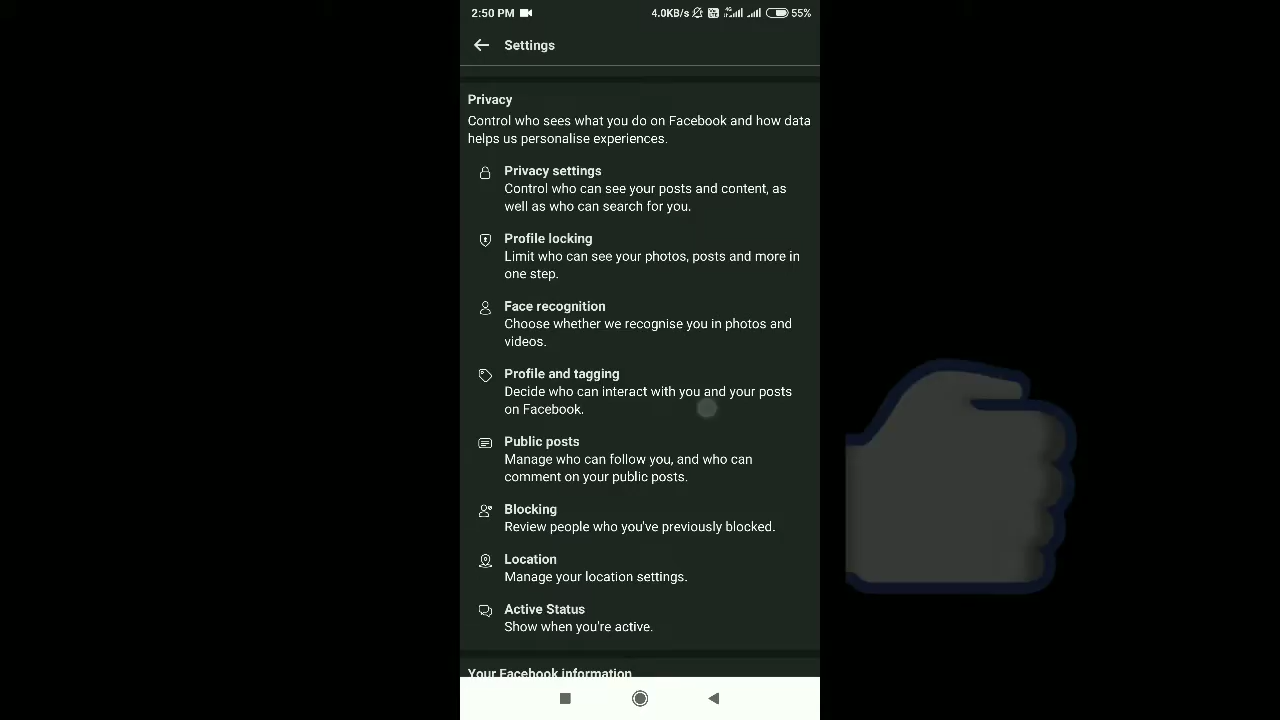 2:50 PM 4.0KB/s 4G 55%
Settings
Privacy
Control who sees what you do on Facebook and how data
helps us personalise experiences.
Privacy settings
Control who can see your posts and content, as
well as who can search for you.
Profile locking
Limit who can see your photos, posts and more in
one step.
Face recognition
Choose whether we recognise you in photos and
videos.
Profile and tagging
Decide who can interact with you and your posts
on Facebook.
Public posts
Manage who can follow you, and who can
comment on your public posts.
Blocking
Review people who you've previously blocked.
Location
Manage your location settings.
Active Status
Show when you're active.
Your Facebook information